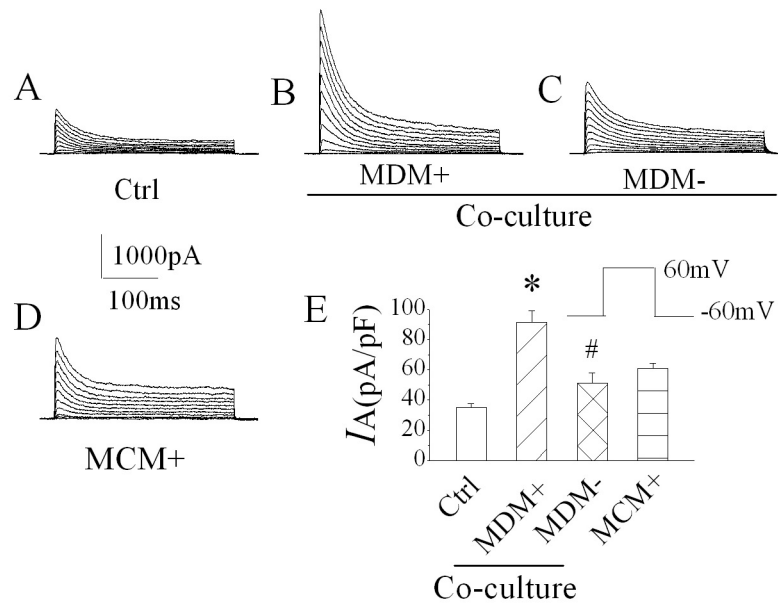 A
B
C
Ctrl
MDM+
MDM-
Co-culture
1000pA
100ms
D
MCM+
E
60mV
-60mV
*
#
IA(pA/pF)
100
80
60
40
20
0
Ctrl
MDM+
MDM-
MCM+
Co-culture